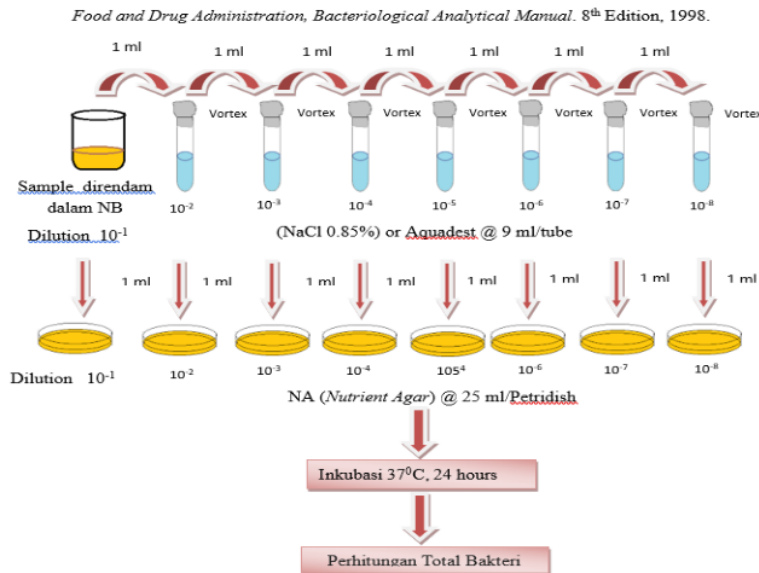 Food and Drug Administration, Bacteriological Analytical Manual. 8th Edition, 1998.
1 ml 1 ml 1 ml 1 ml 1 ml 1 ml 1 ml
Vortex Vortex Vortex Vortex Vortex Vortex Vortex
Sample direndam
dalam NB
10-2 10-3 10-4 10-5 10-6 10-7 10-8
Dilution 10-1
(NaCl 0.85%) or Aquadest @ 9 ml/tube
1 ml 1 ml 1 ml 1 ml 1 ml 1 ml 1 ml 1 ml
Dilution 10-1
10-2 10-3 10-4 1054 10-6 10-7 10-8
NA (Nutrient Agar) @ 25 ml/Petridish
Inkubasi 370C, 24 hours
Perhitungan Total Bakteri